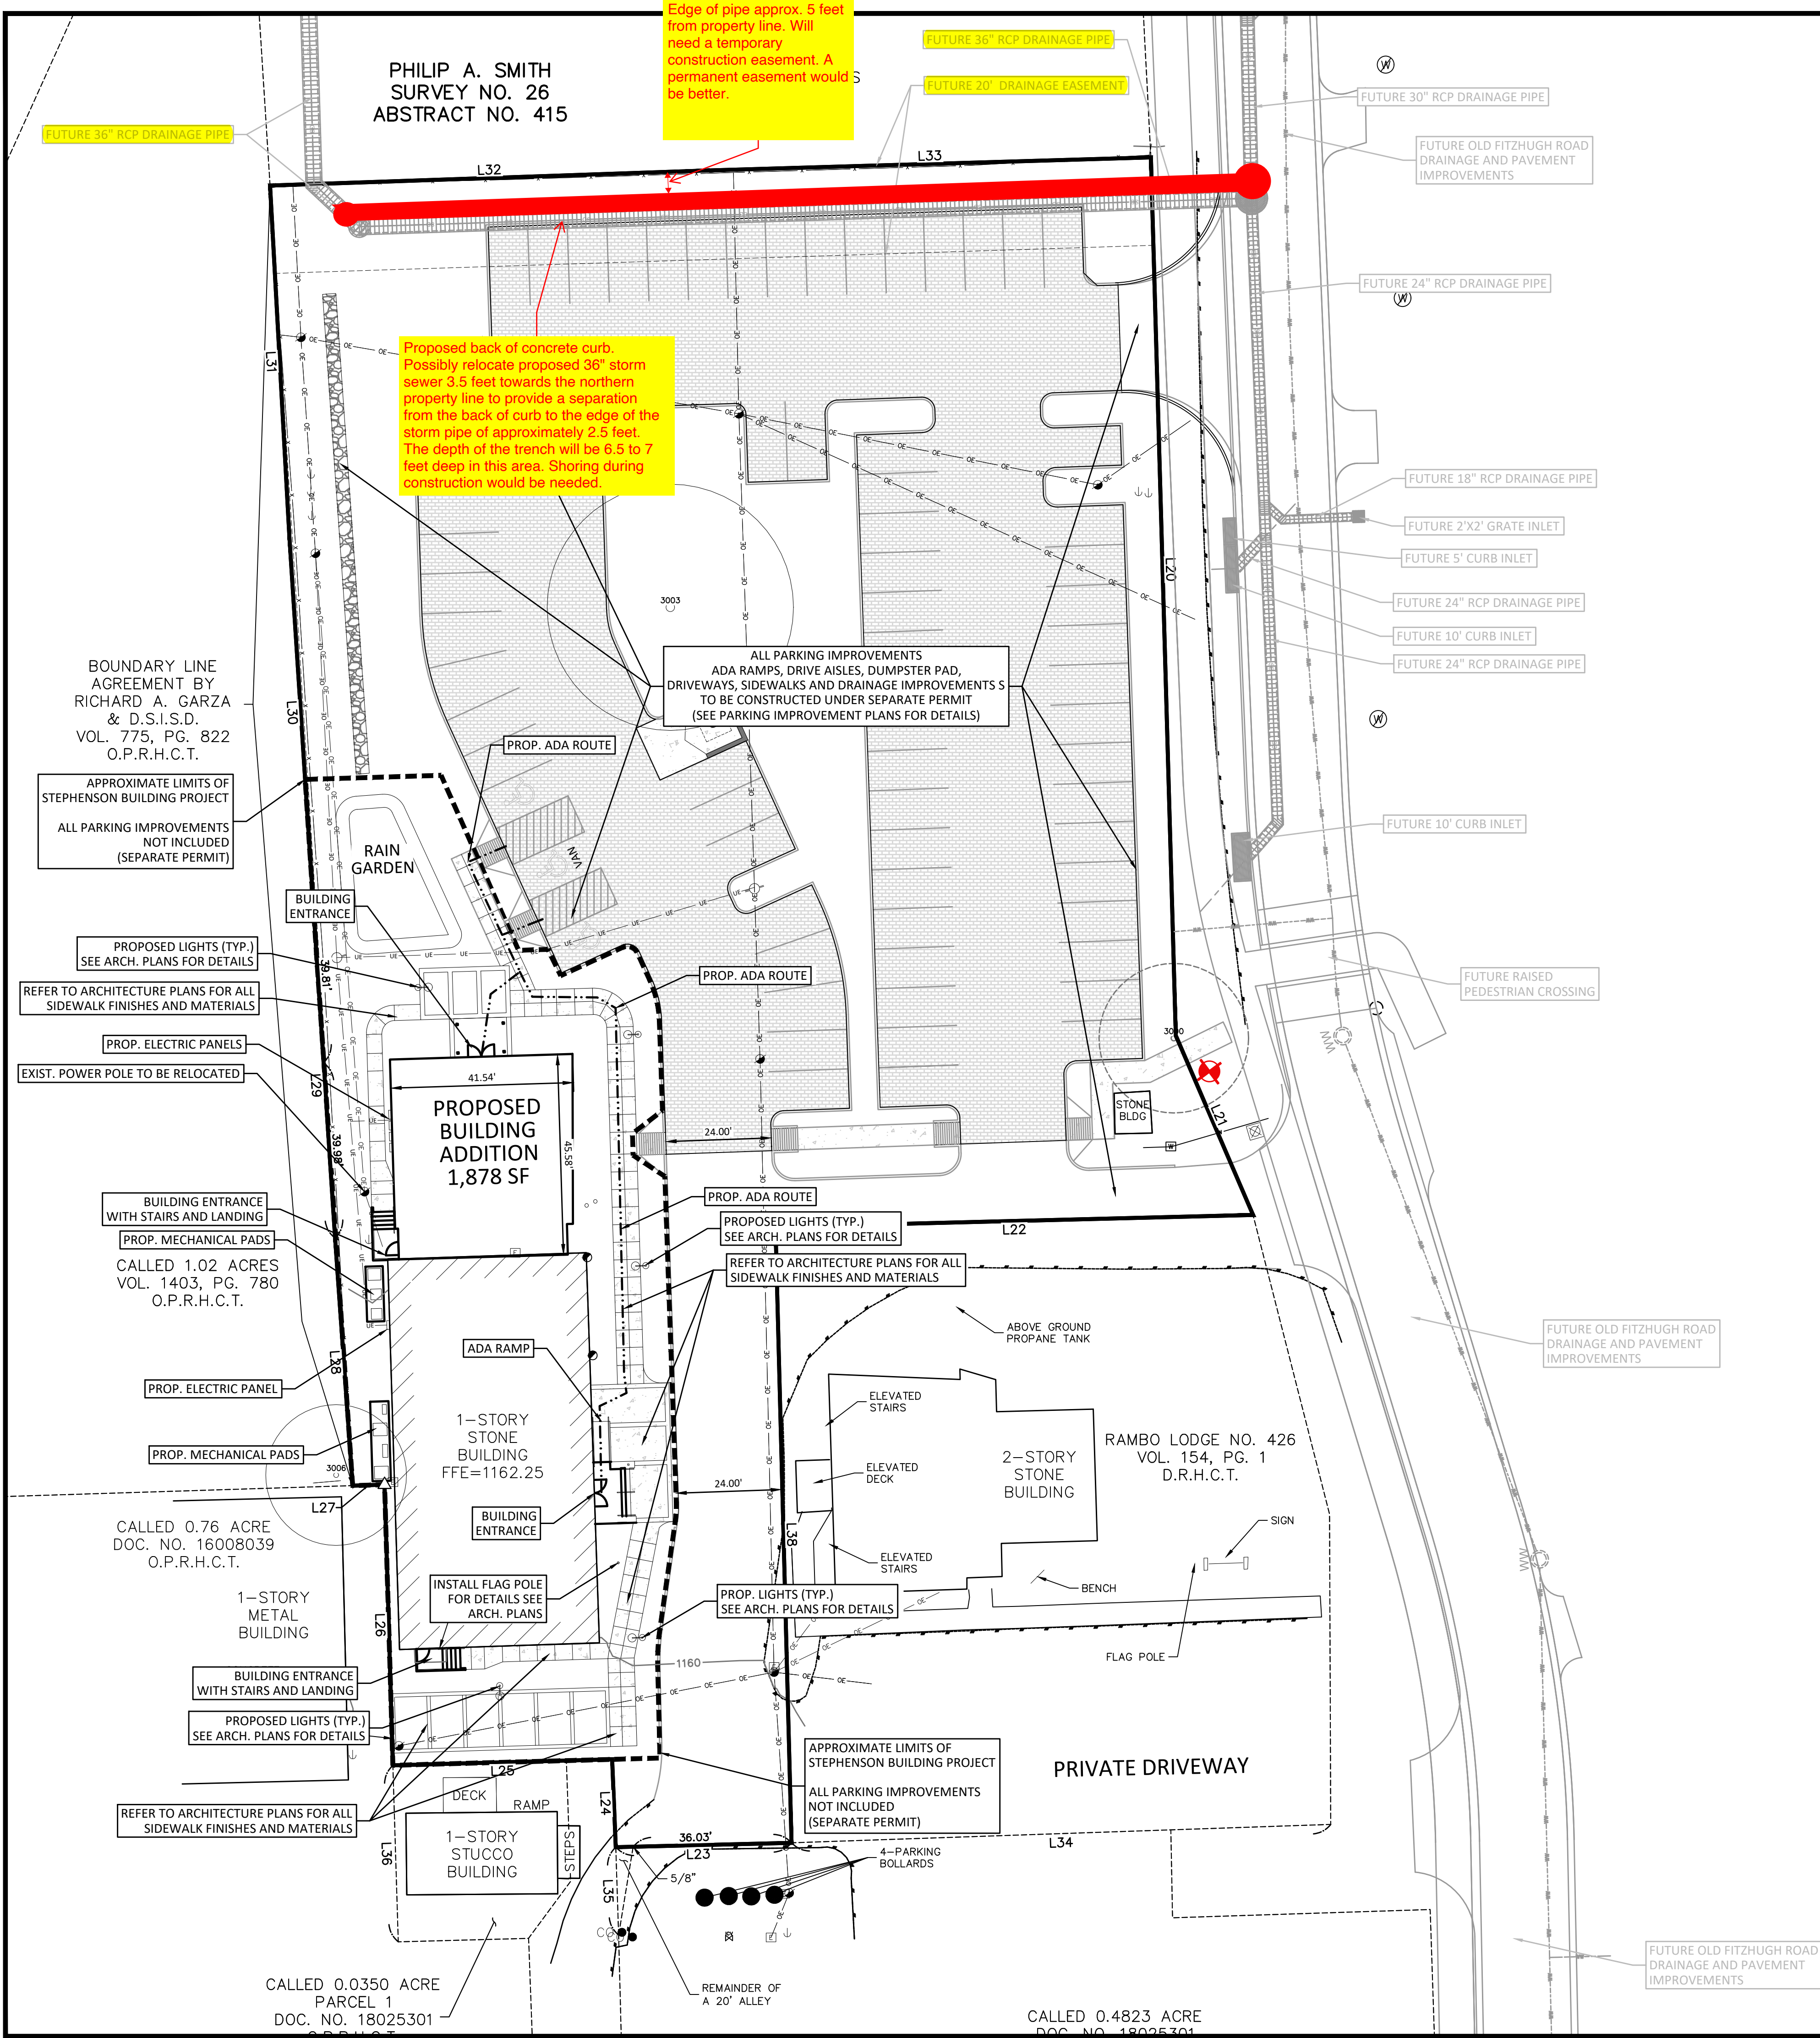 Edge of pipe approx. 5 feet
from property line. Will
need a temporary
construction easement. A
permanent easement would
be better.
S
PHILIP A. SMITH
SURVEY NO. 26
ABSTRACT NO. 415
FUTURE 36" RCP DRAINAGE PIPE
FUTURE 20' DRAINAGE EASEMENT
FUTURE 36" RCP DRAINAGE PIPE
FUTURE 30" RCP DRAINAGE PIPE
FUTURE OLD FITZHUGH ROAD
DRAINAGE AND PAVEMENT
IMPROVEMENTS
L32
L33
FUTURE 24" RCP DRAINAGE PIPE
Proposed back of concrete curb.
Possibly relocate proposed 36" storm
sewer 3.5 feet towards the northern
property line to provide a separation
from the back of curb to the edge of the
storm pipe of approximately 2.5 feet.
The depth of the trench will be 6.5 to 7
feet deep in this area. Shoring during
construction would be needed.
L31
L20
FUTURE 18" RCP DRAINAGE PIPE
FUTURE 2'X2' GRATE INLET
FUTURE 5' CURB INLET
FUTURE 24" RCP DRAINAGE PIPE
FUTURE 10' CURB INLET
FUTURE 24" RCP DRAINAGE PIPE
3003
ALL PARKING IMPROVEMENTS
ADA RAMPS, DRIVE AISLES, DUMPSTER PAD,
DRIVEWAYS, SIDEWALKS AND DRAINAGE IMPROVEMENTS S
TO BE CONSTRUCTED UNDER SEPARATE PERMIT
(SEE PARKING IMPROVEMENT PLANS FOR DETAILS)
BOUNDARY LINE
AGREEMENT BY
RICHARD A. GARZA
& D.S.I.S.D.
VOL. 775, PG. 822
O.P.R.H.C.T.
L30
PROP. ADA ROUTE
APPROXIMATE LIMITS OF
STEPHENSON BUILDING PROJECT
ALL PARKING IMPROVEMENTS
NOT INCLUDED
(SEPARATE PERMIT)
RAIN
GARDEN
VAN
FUTURE 10' CURB INLET
BUILDING
ENTRANCE
PROPOSED LIGHTS (TYP.)
SEE ARCH. PLANS FOR DETAILS
39.81'
PROP. ADA ROUTE
FUTURE RAISED
PEDESTRIAN CROSSING
REFER TO ARCHITECTURE PLANS FOR ALL
SIDEWALK FINISHES AND MATERIALS
PROP. ELECTRIC PANELS
EXIST. POWER POLE TO BE RELOCATED
L29
41.54'
PROPOSED
BUILDING
ADDITION
1,878 SF
45.58'
39.98'
24.00'
STONE
BLDG
W
L21
BUILDING ENTRANCE
WITH STAIRS AND LANDING
PROP. MECHANICAL PADS
CALLED 1.02 ACRES
VOL. 1403, PG. 780
O.P.R.H.C.T.
PROP. ADA ROUTE
PROPOSED LIGHTS (TYP.)
SEE ARCH. PLANS FOR DETAILS
L22
REFER TO ARCHITECTURE PLANS FOR ALL
SIDEWALK FINISHES AND MATERIALS
ABOVE GROUND
PROPANE TANK
FUTURE OLD FITZHUGH ROAD
DRAINAGE AND PAVEMENT
IMPROVEMENTS
ADA RAMP
L28
PROP. ELECTRIC PANEL
ELEVATED
STAIRS
1-STORY
STONE
BUILDING
FFE=1162.25
PROP. MECHANICAL PADS
3006
ELEVATED
DECK
2-STORY
STONE
BUILDING
RAMBO LODGE NO. 426
VOL. 154, PG. 1
D.R.H.C.T.
24.00'
L27
BUILDING
ENTRANCE
L38
SIGN
CALLED 0.76 ACRE
DOC. NO. 16008039
O.P.R.H.C.T.
ELEVATED
STAIRS
BENCH
1-STORY
METAL
BUILDING
L26
INSTALL FLAG POLE
FOR DETAILS SEE
ARCH. PLANS
PROP. LIGHTS (TYP.)
SEE ARCH. PLANS FOR DETAILS
FLAG POLE
1160
BUILDING ENTRANCE
WITH STAIRS AND LANDING
PROPOSED LIGHTS (TYP.)
SEE ARCH. PLANS FOR DETAILS
APPROXIMATE LIMITS OF
STEPHENSON BUILDING PROJECT
ALL PARKING IMPROVEMENTS
NOT INCLUDED
(SEPARATE PERMIT)
PRIVATE DRIVEWAY
L25
REFER TO ARCHITECTURE PLANS FOR ALL
SIDEWALK FINISHES AND MATERIALS
DECK
RAMP
L24
1-STORY
STUCCO
BUILDING
STEPS
L36
36.03'
L23
L34
5/8"
L35
4-PARKING
BOLLARDS
REMAINDER OF
A 20' ALLEY
FUTURE OLD FITZHUGH ROAD
DRAINAGE AND PAVEMENT
IMPROVEMENTS
CALLED 0.0350 ACRE
PARCEL 1
DOC. NO. 18025301
O.P.R.H.C.T.
CALLED 0.4823 ACRE
DOC. NO. 18025301